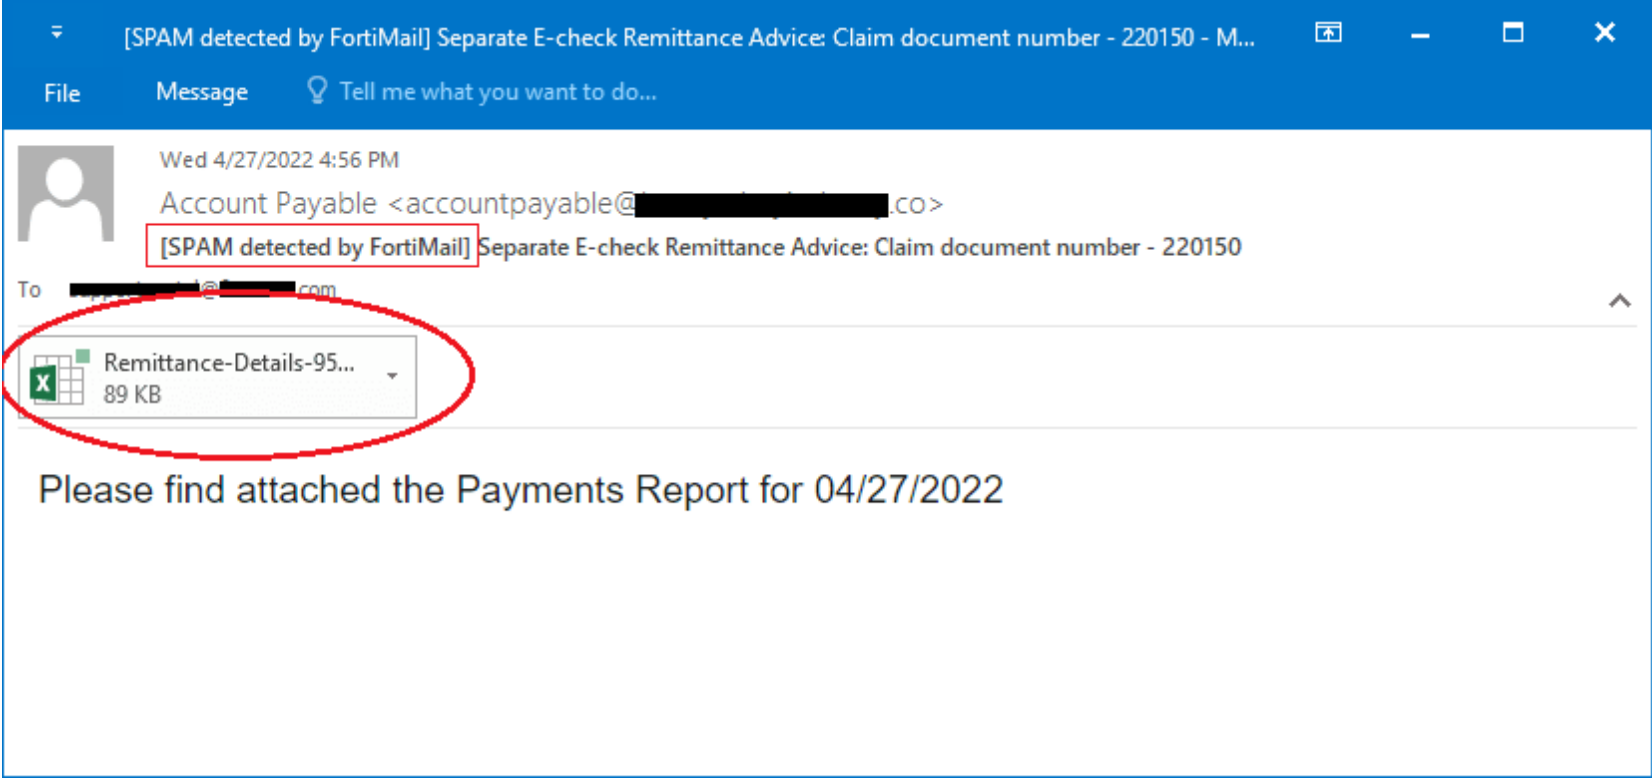 [SPAM detected by FortiMail] Separate E-check Remittance Advice: Claim document number - 220150 - M...
File Message Tell me what you want to do...
Wed 4/27/2022 4:56 PM
Account Payable <accountpayable@ .co>
[SPAM detected by FortiMail] Separate E-check Remittance Advice: Claim document number - 220150
To @ .com
Remittance-Details-95...
89 KB
Please find attached the Payments Report for 04/27/2022